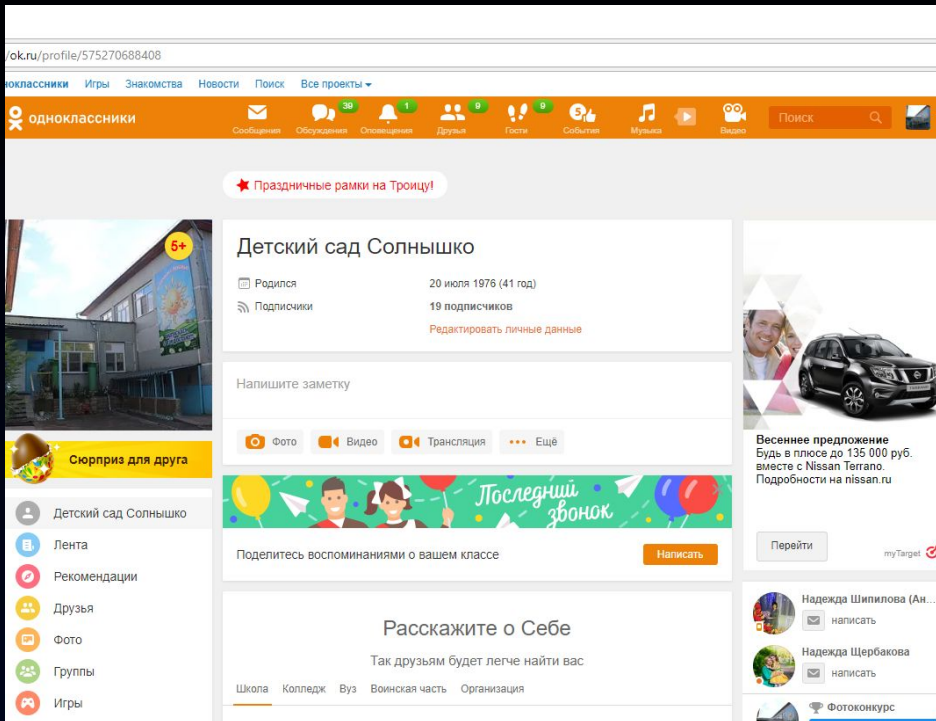 /ok.ru/profile/575270688408
ноклассники Игры Знакомства Новости Поиск Все проекты
одноклассники
39 1 9 9 5
Сообщения Обсуждения Оповещения Друзья Гости События Музыка Видео Поиск
Праздничные рамки на Троицу!
5+
Детский сад Солнышко
Родился 20 июля 1976 (41 год)
Подписчики 19 подписчиков
Редактировать личные данные
Напишите заметку
Фото Видео Трансляция Ещё
Сюрприз для друга
Детский сад Солнышко
Лента
Рекомендации
Друзья
Фото
Группы
Игры
Последний
звонок
Поделитесь воспоминаниями о вашем классе Написать
Расскажите о Себе
Так друзьям будет легче найти вас
Школа Колледж Вуз Воинская часть Организация
Весеннее предложение
Будь в плюсе до 135 000 руб.
вместе с Nissan Terrano.
Подробности на nissan.ru
Перейти myTarget
Надежда Шипилова (Ан...
написать
Надежда Щербакова
написать
Фотоконкурс